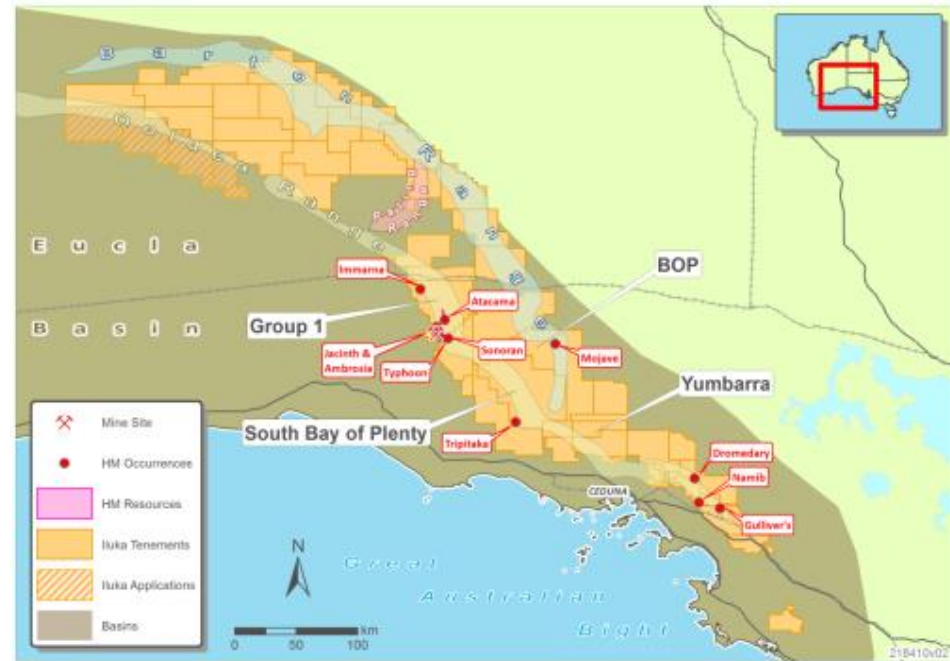 Barton Range
Ooldea Range
Eucla
Basin
Immarna
Atacama
BOP
Group 1
Jacinth &
Ambrosia
Typhoon
Sonoran
Mojave
Yumbarra
South Bay of Plenty
Tripitaka
Dromedary
Namib
Gulliver's
CEDUNA
Mine Site
HM Occurrences
HM Resources
Iluka Tenements
Iluka Applications
Basins
N
km
0 50 100
Great
Australian
Bight
218410v02